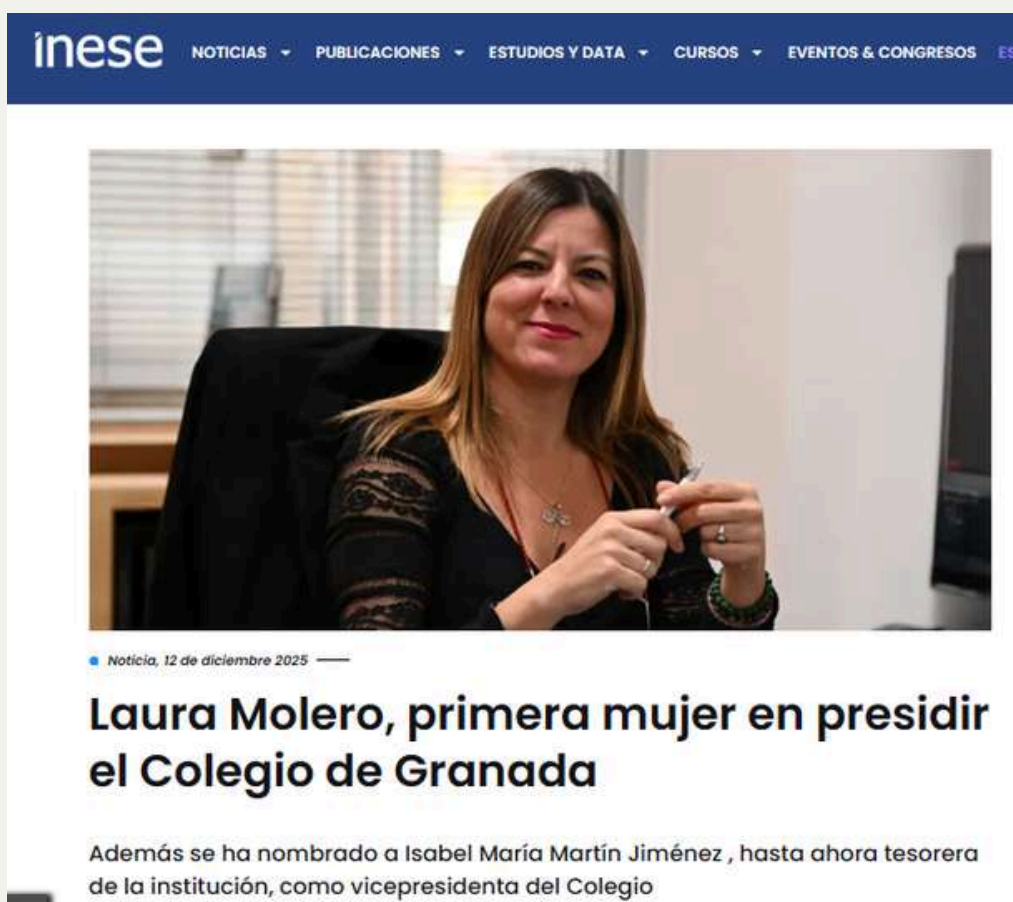 inese NOTICIAS PUBLICACIONES ESTUDIOS Y DATA CURSOS EVENTOS & CONGRESOS ES
Noticia, 12 de diciembre 2025
Laura Molero, primera mujer en presidir
el Colegio de Granada
Además se ha nombrado a Isabel María Martín Jiménez , hasta ahora tesorera
de la institución, como vicepresidenta del Colegio